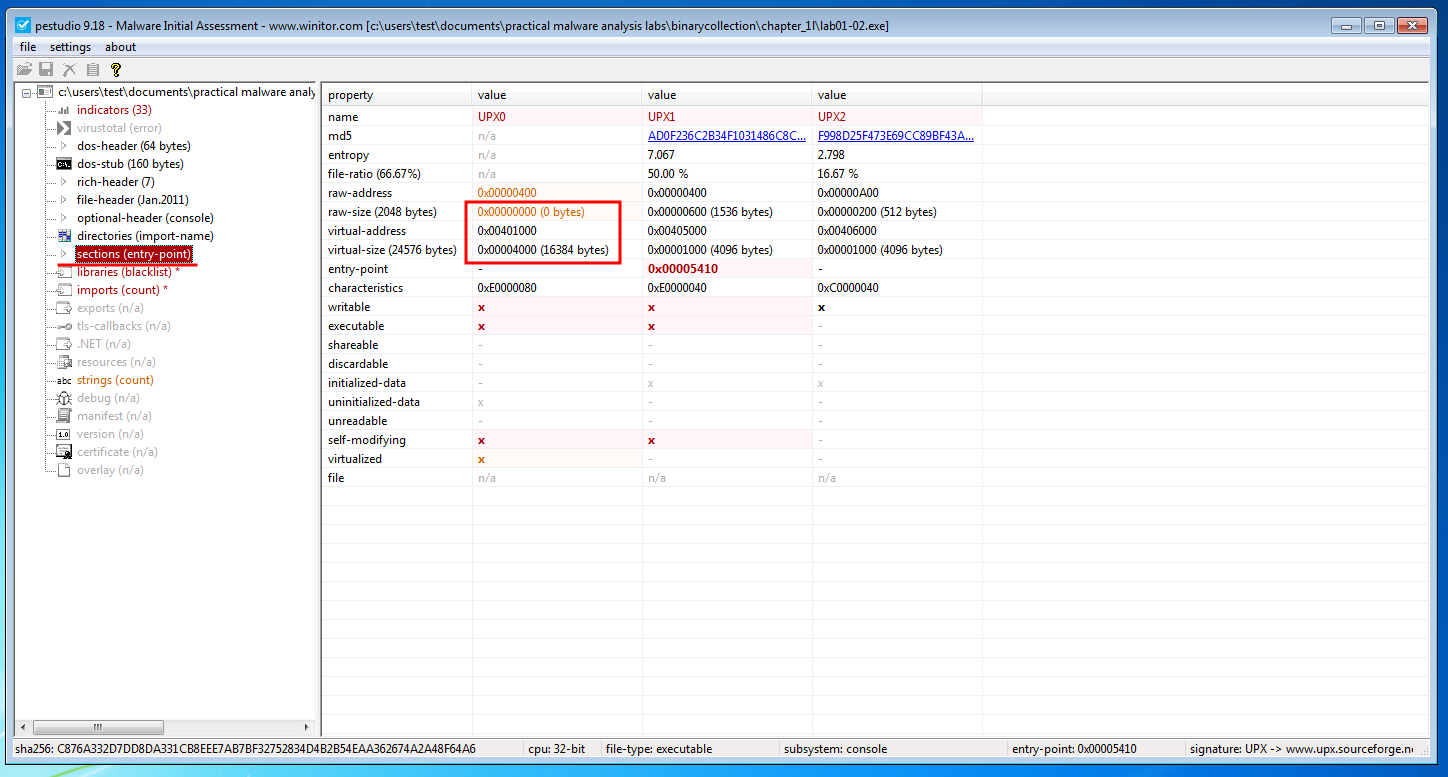 pestudio 9.18 - Malware Initial Assessment - www.winitor.com [c:\users\test\documents\practical malware analysis labs\binarycollection\chapter_1l\lab01-02.exe]
file settings about
c:\users\test\documents\practical malware analy
indicators (33)
virustotal (error)
dos-header (64 bytes)
dos-stub (160 bytes)
rich-header (7)
file-header (Jan.2011)
optional-header (console)
directories (import-name)
sections (entry-point)
libraries (blacklist) *
imports (count) *
exports (n/a)
tls-callbacks (n/a)
.NET (n/a)
resources (n/a)
abc strings (count)
debug (n/a)
manifest (n/a)
1.0 version (n/a)
certificate (n/a)
overlay (n/a)
property value value value
name UPX0 UPX1 UPX2
md5 n/a AD0F236C2B34F1031486C8C... F998D25F473E69CC89BF43A...
entropy n/a 7.067 2.798
file-ratio (66.67%) n/a 50.00 % 16.67 %
raw-address 0x00000400 0x00000400 0x00000A00
raw-size (2048 bytes) 0x00000000 (0 bytes) 0x00000600 (1536 bytes) 0x00000200 (512 bytes)
virtual-address 0x00401000 0x00405000 0x00406000
virtual-size (24576 bytes) 0x00004000 (16384 bytes) 0x00001000 (4096 bytes) 0x00001000 (4096 bytes)
entry-point - 0x00005410 -
characteristics 0xE0000080 0xE0000040 0xC0000040
writable x x x
executable x x -
shareable - - -
discardable - - -
initialized-data - x x
uninitialized-data x - -
unreadable - - -
self-modifying x x -
virtualized x - -
file n/a n/a n/a
sha256: C876A332D7DD8DA331CB8EEE7AB7BF32752834D4B2B54EAA362674A2A48F64A6 cpu: 32-bit file-type: executable subsystem: console entry-point: 0x00005410 signature: UPX -> www.upx.sourceforge.ne